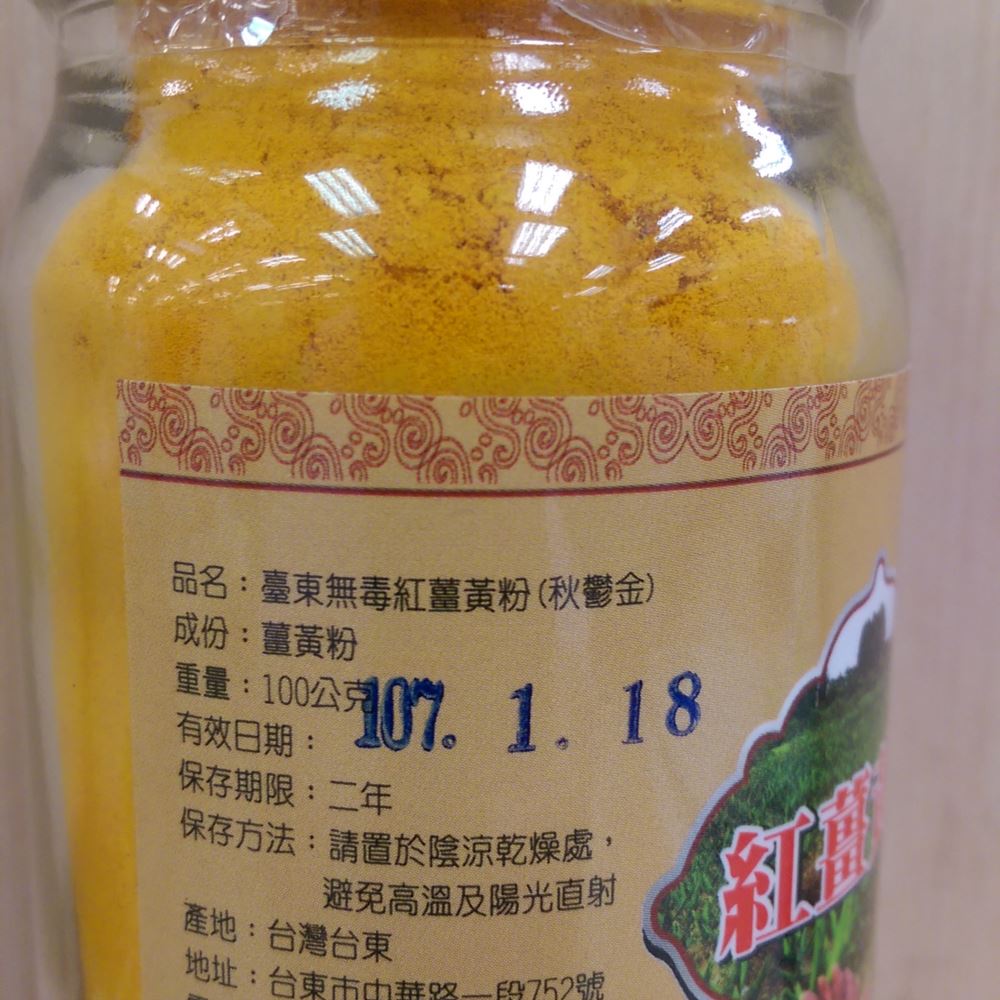 品名：臺東無毒紅薑黃粉(秋鬱金)
成份：薑黃粉
重量：100公克
有效日期：107. 1. 18
保存期限：二年
保存方法：請置於陰涼乾燥處，
避免高溫及陽光直射
產地：台灣台東
地址：台東市中華路一段752號
紅薑